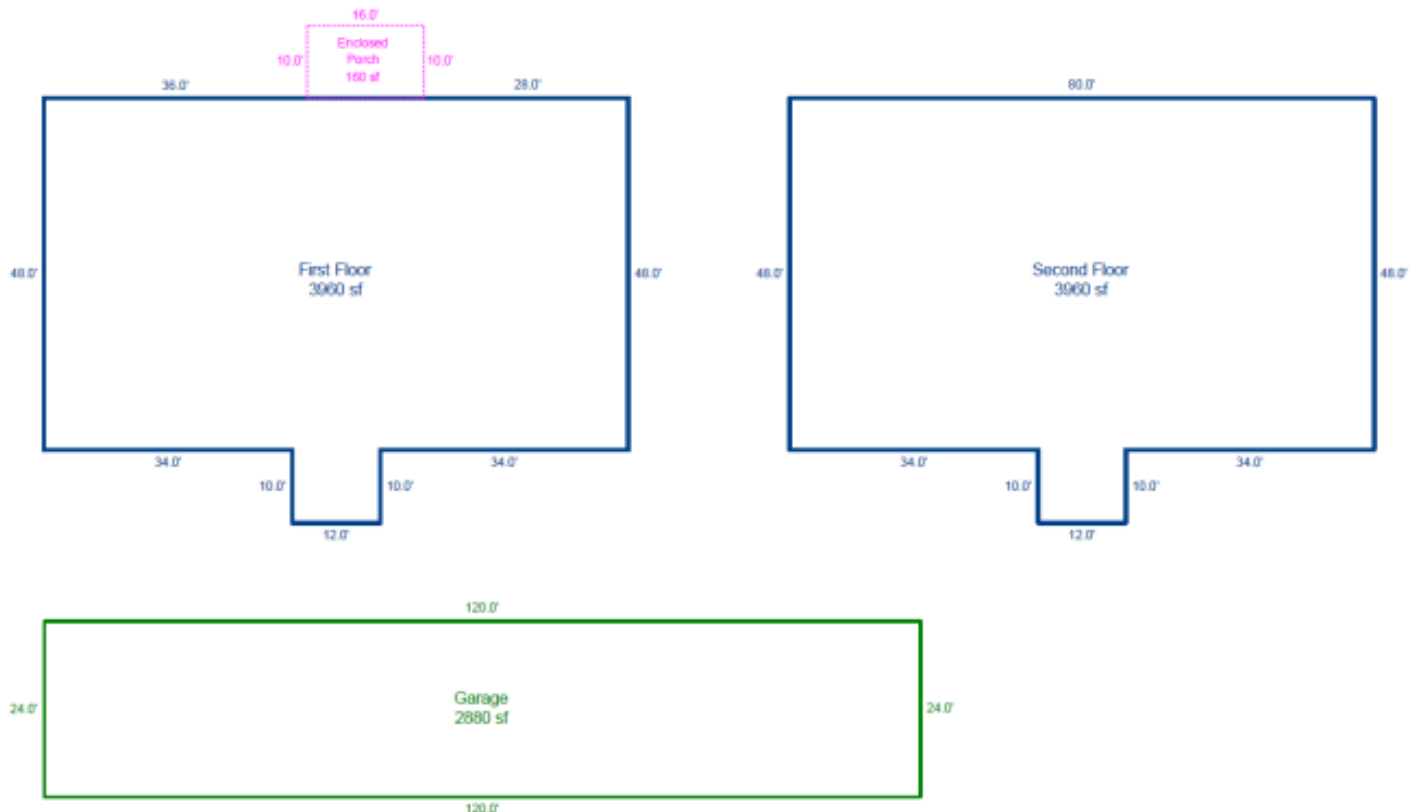 16.0'
Enclosed
10.0' Porch 10.0'
160 sf
36.0' 28.0' 80.0'
48.0' First Floor 48.0' 48.0' Second Floor 48.0'
3960 sf 3960 sf
34.0' 34.0' 34.0' 34.0'
10.0' 10.0' 10.0' 10.0'
12.0' 12.0'
120.0'
24.0' Garage 24.0'
2880 sf
120.0'